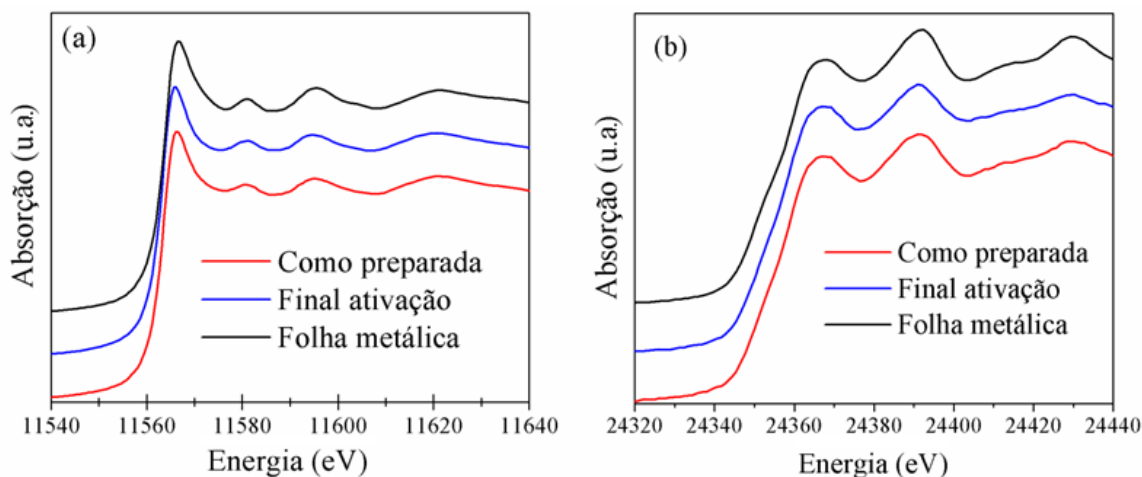 (a)
Absorção (u.a.)
Como preparada
Final ativação
Folha metálica
11540 11560 11580 11600 11620 11640
Energia (eV)
(b)
Absorção (u.a.)
Como preparada
Final ativação
Folha metálica
24320 24340 24360 24380 24400 24420 24440
Energia (eV)